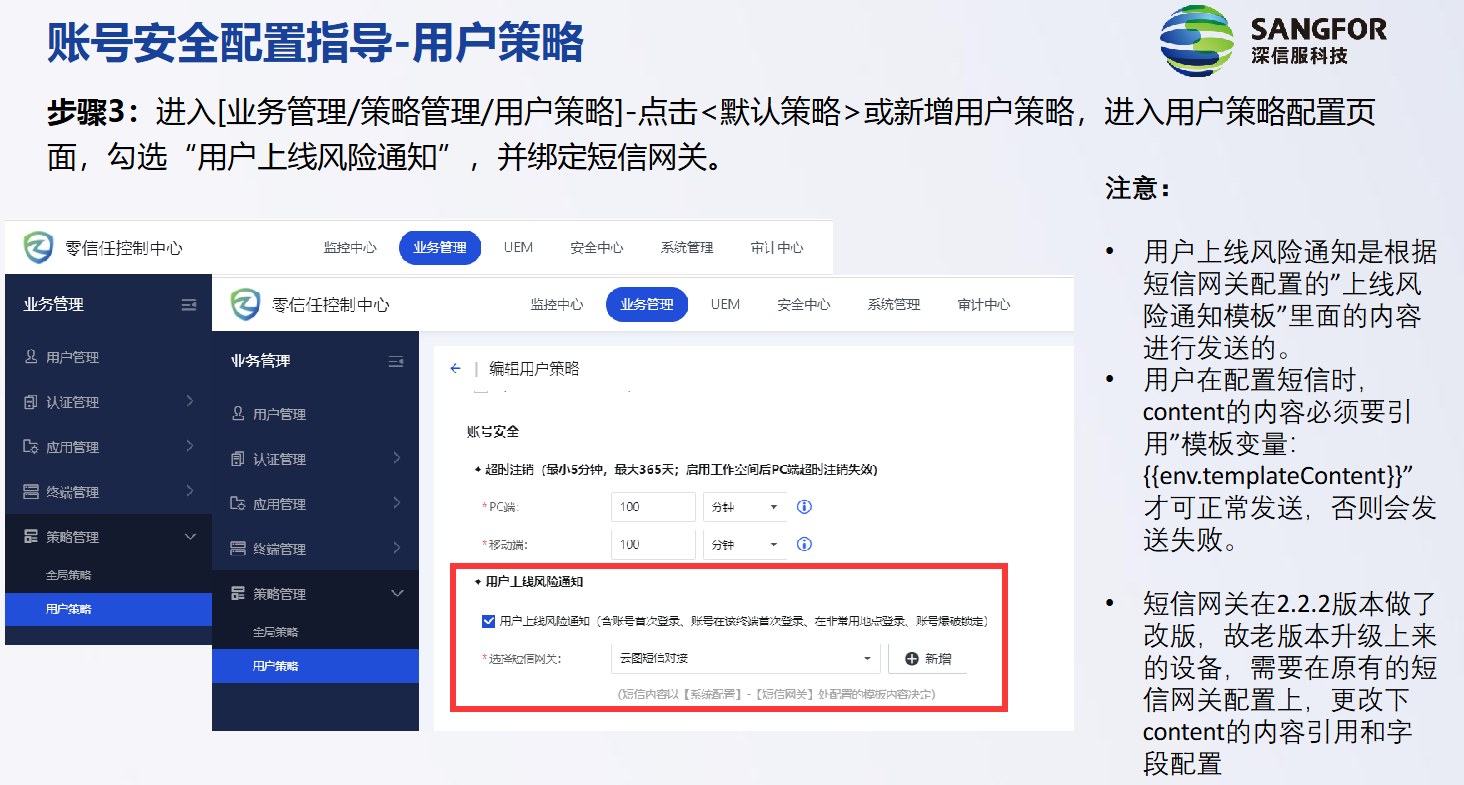 账号安全配置指导-用户策略
SANGFOR
深信服科技
步骤3：进入[业务管理/策略管理/用户策略]-点击<默认策略>或新增用户策略，进入用户策略配置页
面，勾选“用户上线风险通知”，并绑定短信网关。
零信任控制中心 监控中心 业务管理 UEM 安全中心 系统管理 审计中心
业务管理
用户管理
认证管理
应用管理
终端管理
策略管理
全局策略
用户策略
零信任控制中心 监控中心 业务管理 UEM 安全中心 系统管理 审计中心
业务管理
用户管理
认证管理
应用管理
终端管理
策略管理
全局策略
用户策略
编辑用户策略
账号安全
超时注销（最小5分钟，最大365天；启用工作空间后PC端超时注销失效）
*PC端： 100 分钟
*移动端： 100 分钟
用户上线风险通知
用户上线风险通知（含账号首次登录、账号在该终端首次登录、在非常用地点登录、账号爆破锁定）
*选择短信网关： 云图短信对接 新增
（短信内容以【系统配置】-【短信网关】处配置的模板内容决定）
注意：
• 用户上线风险通知是根据
短信网关配置的”上线风
险通知模板”里面的内容
进行发送的。
• 用户在配置短信时，
content的内容必须要引
用”模板变量：
{{env.templateContent}}”
才可正常发送，否则会发
送失败。
• 短信网关在2.2.2版本做了
改版，故老版本升级上来
的设备，需要在原有的短
信网关配置上，更改下
content的内容引用和字
段配置